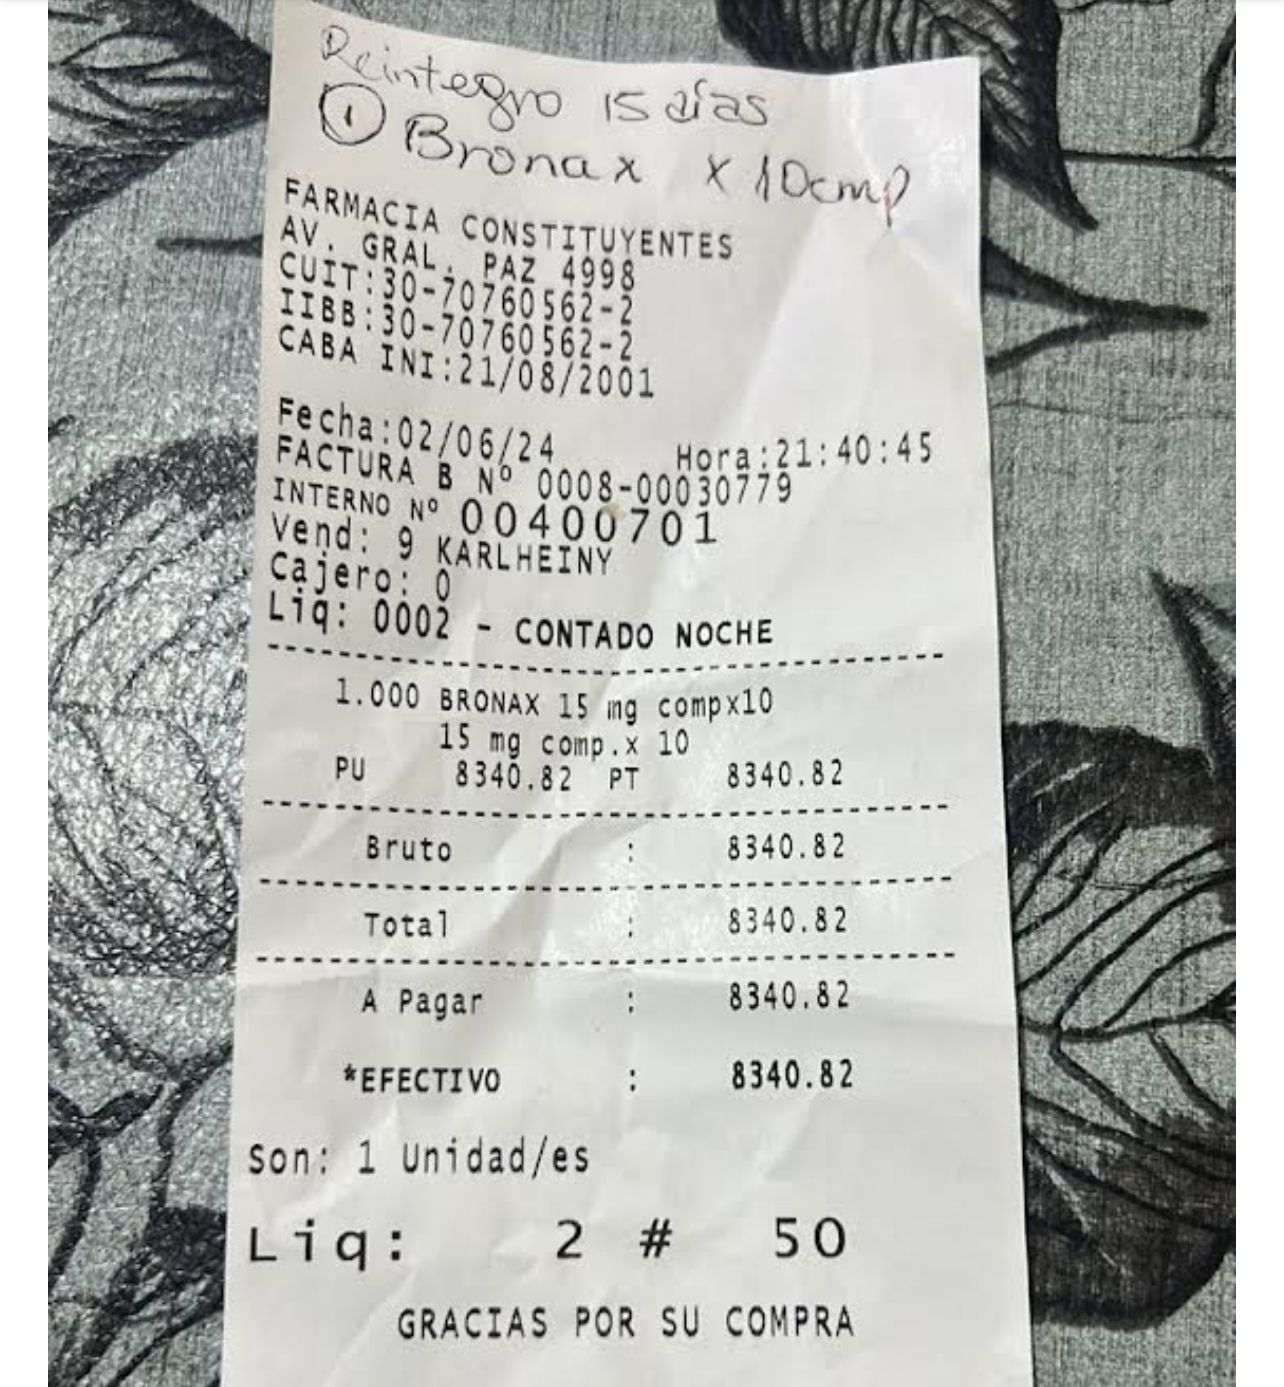 Reintegro 15 días
1 Bronax x 10cmp
FARMACIA CONSTITUYENTES
AV. GRAL. PAZ 4998
CUIT:30-70760562-2
IIBB:30-70760562-2
CABA INI:21/08/2001
Fecha:02/06/24 Hora:21:40:45
FACTURA B Nº 0008-00030779
INTERNO Nº 00400701
Vend: 9 KARLHEINY
Cajero: 0
Liq: 0002 - CONTADO NOCHE
1.000 BRONAX 15 mg compx10
15 mg comp.x 10
PU 8340.82 PT 8340.82
Bruto : 8340.82
Total : 8340.82
A Pagar : 8340.82
*EFECTIVO : 8340.82
Son: 1 Unidad/es
Liq: 2 # 50
GRACIAS POR SU COMPRA